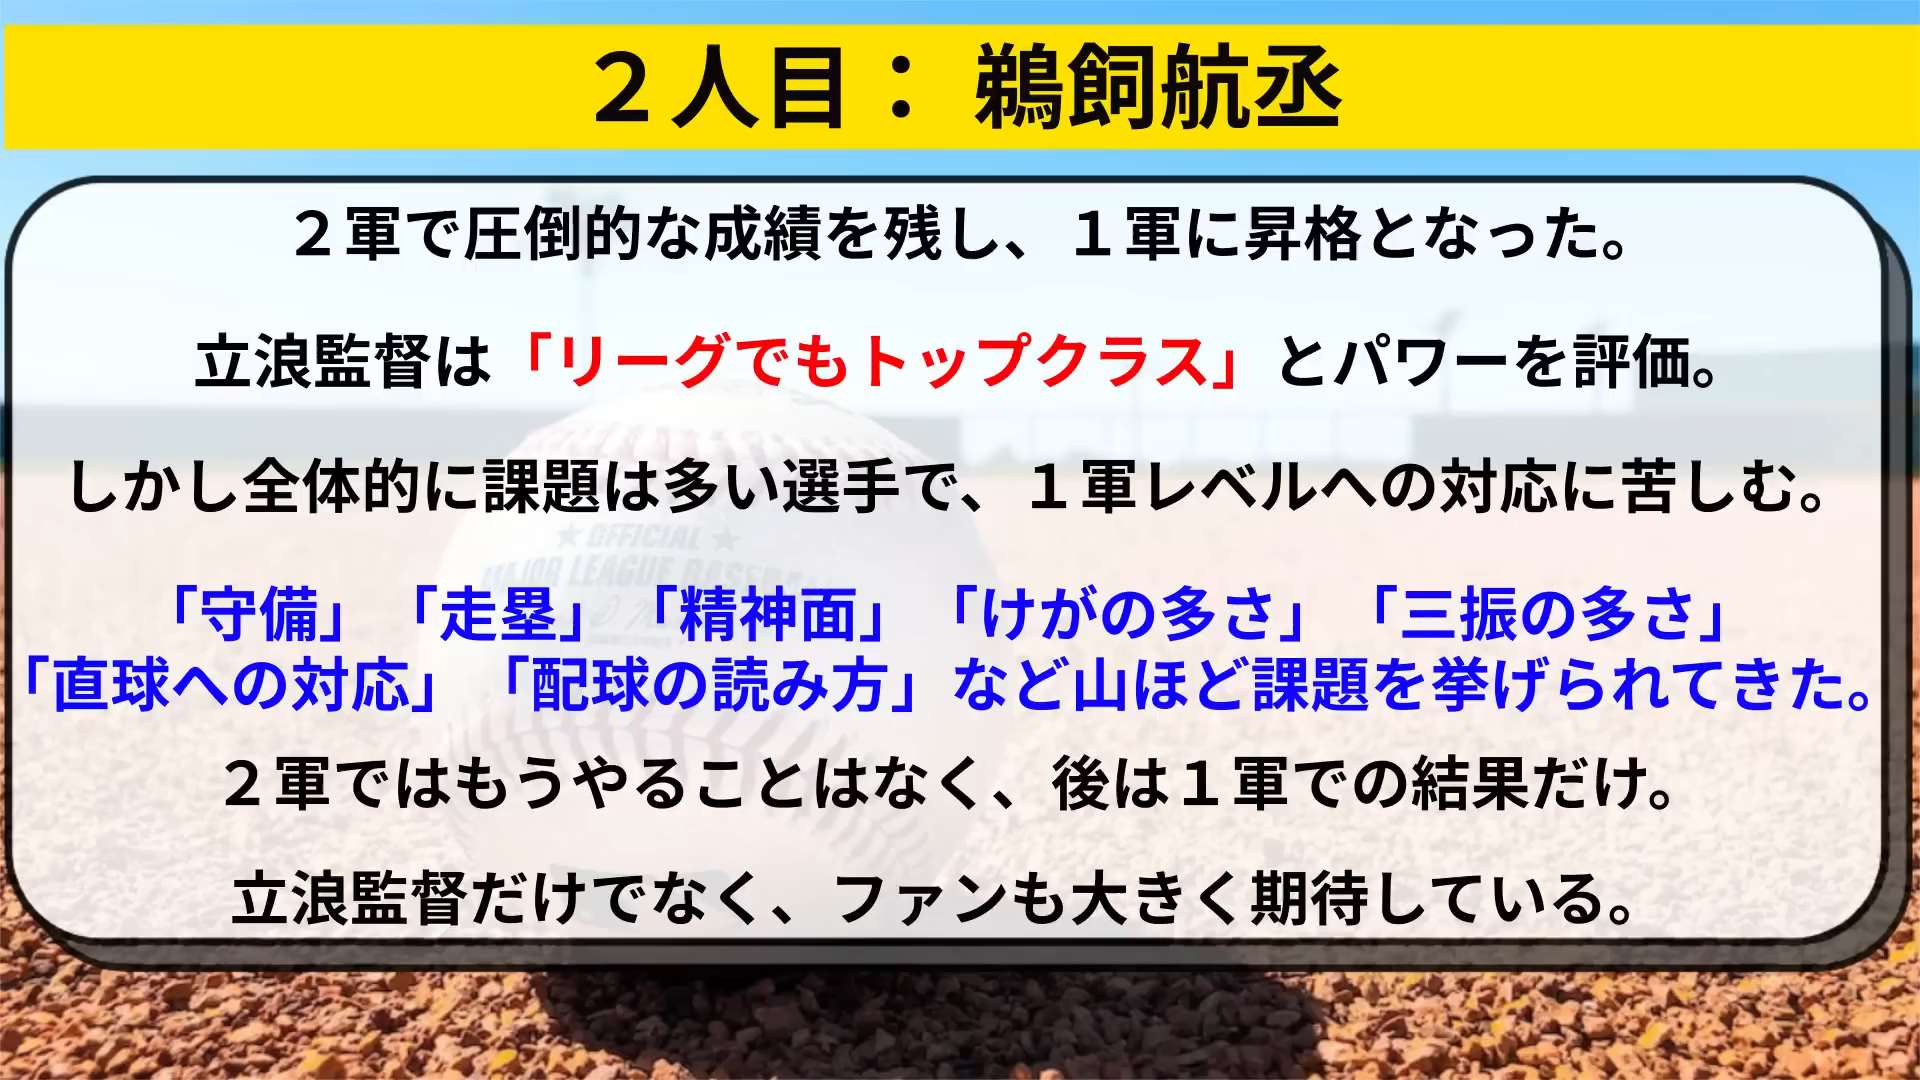 ２人目： 鵜飼航丞
２軍で圧倒的な成績を残し、１軍に昇格となった。
立浪監督は「リーグでもトップクラス」とパワーを評価。
しかし全体的に課題は多い選手で、１軍レベルへの対応に苦しむ。
「守備」「走塁」「精神面」「けがの多さ」「三振の多さ」
「直球への対応」「配球の読み方」など山ほど課題を挙げられてきた。
２軍ではもうやることはなく、後は１軍での結果だけ。
立浪監督だけでなく、ファンも大きく期待している。
★ OFFICIAL ★
MAJOR LEAGUE BASEBALL